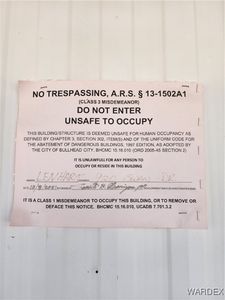 NO TRESPASSING, A.R.S. § 13-1502A1
(CLASS 3 MISDEMEANOR)
DO NOT ENTER
UNSAFE TO OCCUPY
THIS BUILDING/STRUCTURE IS DEEMED UNSAFE FOR HUMAN OCCUPANCY AS
DEFINED BY CHAPTER 3, SECTION 302, ITEM(S) AND OF THE UNIFORM CODE FOR
THE ABATEMENT OF DANGEROUS BUILDINGS, 1997 EDITION, AS ADOPTED BY
THE CITY OF BULLHEAD CITY. BHCMC 15.16.010 (ORD 2005-45 SECTION 2)
IT IS UNLAWFULL FOR ANY PERSON TO
OCCUPY OR RESIDE IN THIS BUILDING
DR
IT IS A CLASS 1 MISDEMEANOR TO OCCUPY THIS BUILDING, OR TO REMOVE OR
DEFACE THIS NOTICE. BHCMC 15.16.010, UCADB 7.701.3.2
WARDEX